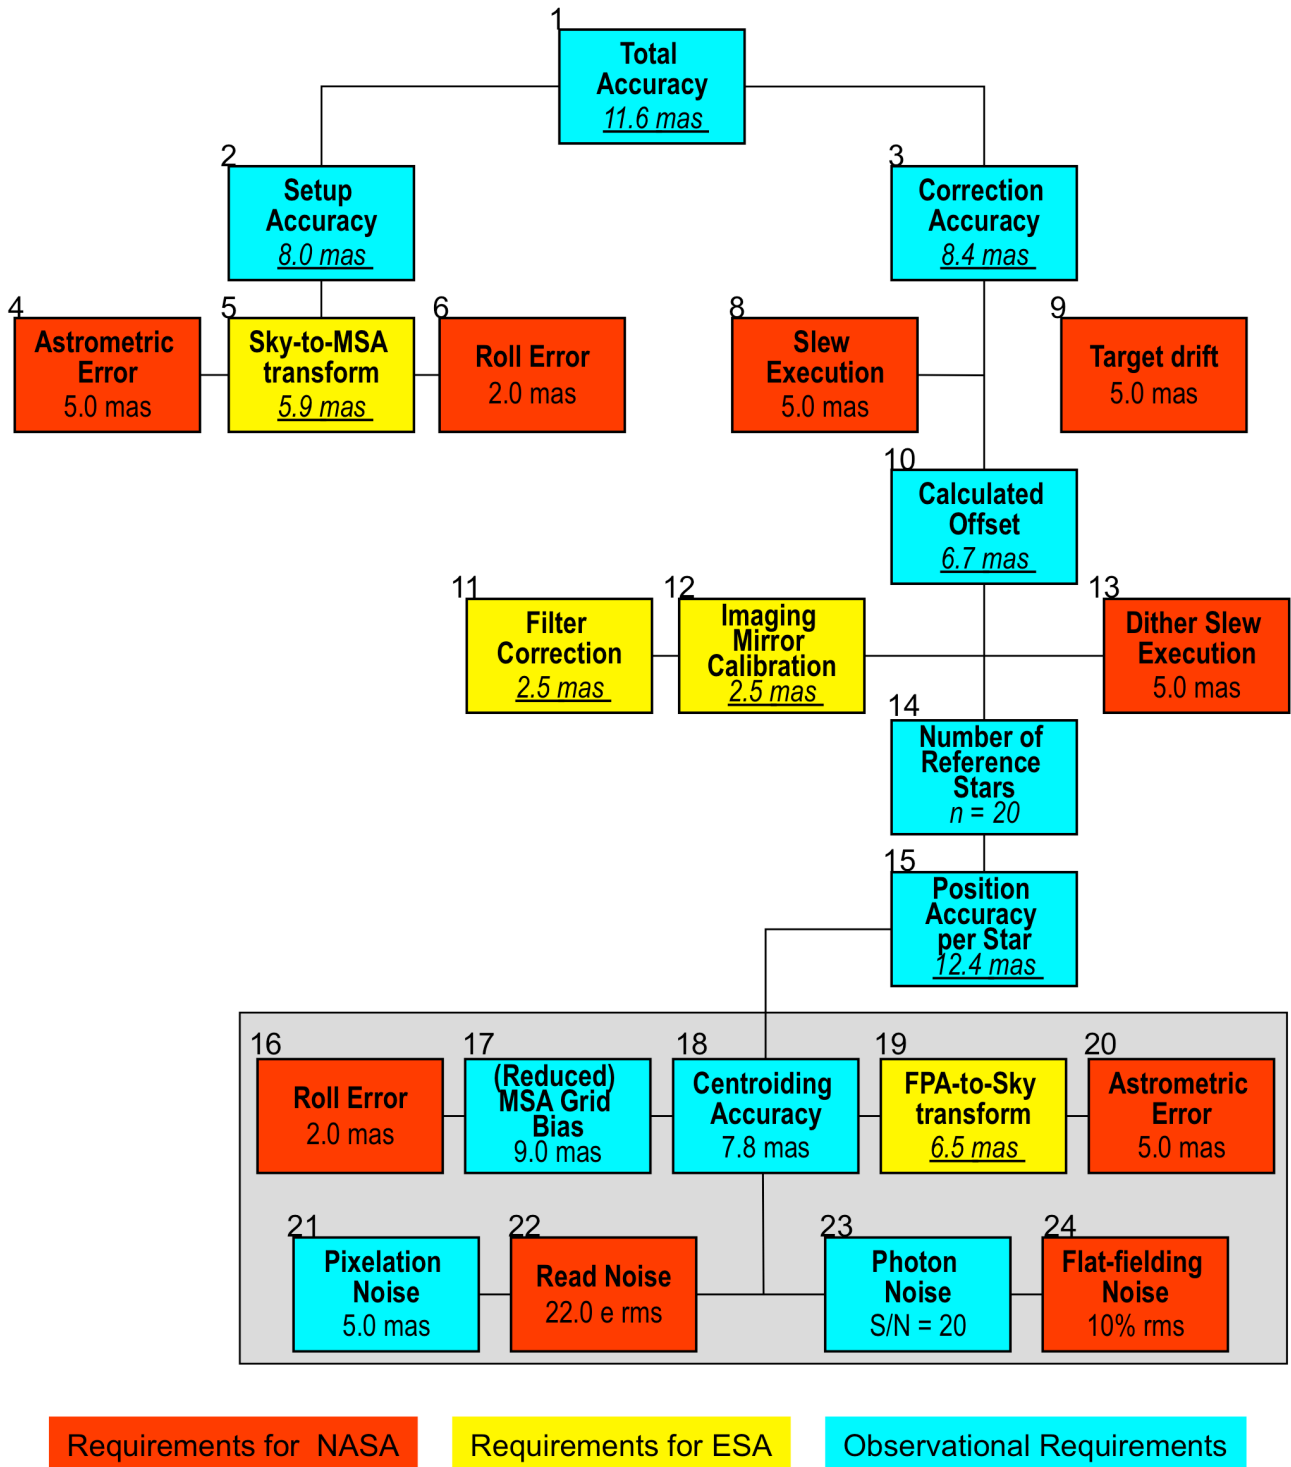 1
Total
Accuracy
11.6 mas
2
Setup
Accuracy
8.0 mas
3
Correction
Accuracy
8.4 mas
4
Astrometric
Error
5.0 mas
5
Sky-to-MSA
transform
5.9 mas
6
Roll Error
2.0 mas
8
Slew
Execution
5.0 mas
9
Target drift
5.0 mas
10
Calculated
Offset
6.7 mas
11
Filter
Correction
2.5 mas
12
Imaging
Mirror
Calibration
2.5 mas
13
Dither Slew
Execution
5.0 mas
14
Number of
Reference
Stars
n = 20
15
Position
Accuracy
per Star
12.4 mas
16
Roll Error
2.0 mas
17
(Reduced)
MSA Grid
Bias
9.0 mas
18
Centroiding
Accuracy
7.8 mas
19
FPA-to-Sky
transform
6.5 mas
20
Astrometric
Error
5.0 mas
21
Pixelation
Noise
5.0 mas
22
Read Noise
22.0 e rms
23
Photon
Noise
S/N = 20
24
Flat-fielding
Noise
10% rms
Requirements for NASA
Requirements for ESA
Observational Requirements